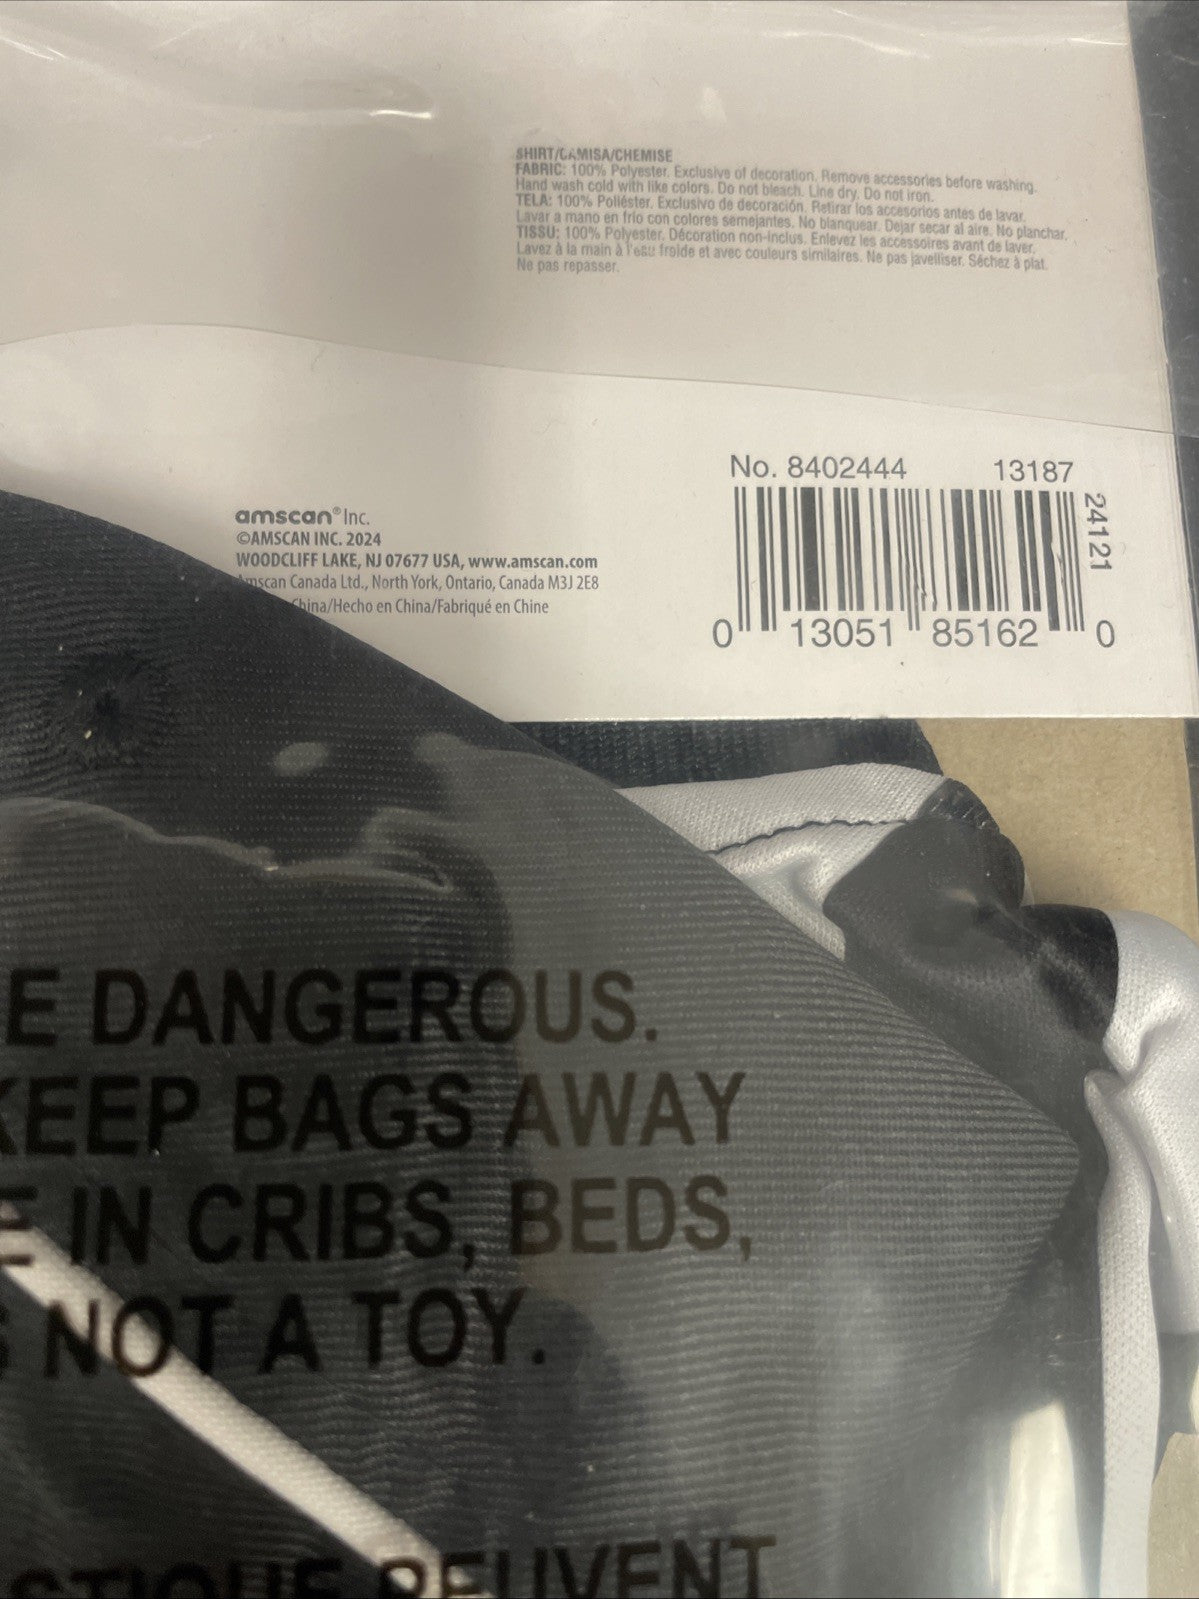 SHIRT/CAMISA/CHEMISE
FABRIC: 100% Polyester. Exclusive of decoration. Remove accessories before washing.
Hand wash cold with like colors. Do not bleach. Line dry. Do not iron.
TELA: 100% Poliéster. Exclusivo de decoración. Retirar los accesorios antes de lavar.
Lavar a mano en frío con colores semejantes. No blanquear. Dejar secar al aire. No planchar.
TISSU: 100% Polyester. Décoration non-inclus. Enlevez les accessoires avant de laver.
Lavez à la main à l'eau froide et avec couleurs similaires. Ne pas javelliser. Séchez à plat.
Ne pas repasser.
No. 8402444 13187
24121
0 13051 85162 0
amscan® Inc.
©AMSCAN INC. 2024
WOODCLIFF LAKE, NJ 07677 USA, www.amscan.com
Amscan Canada Ltd., North York, Ontario, Canada M3J 2E8
China/Hecho en China/Fabriqué en Chine
E DANGEROUS.
KEEP BAGS AWAY
E IN CRIBS, BEDS,
S NOT A TOY.
STIQUE PEUVENT